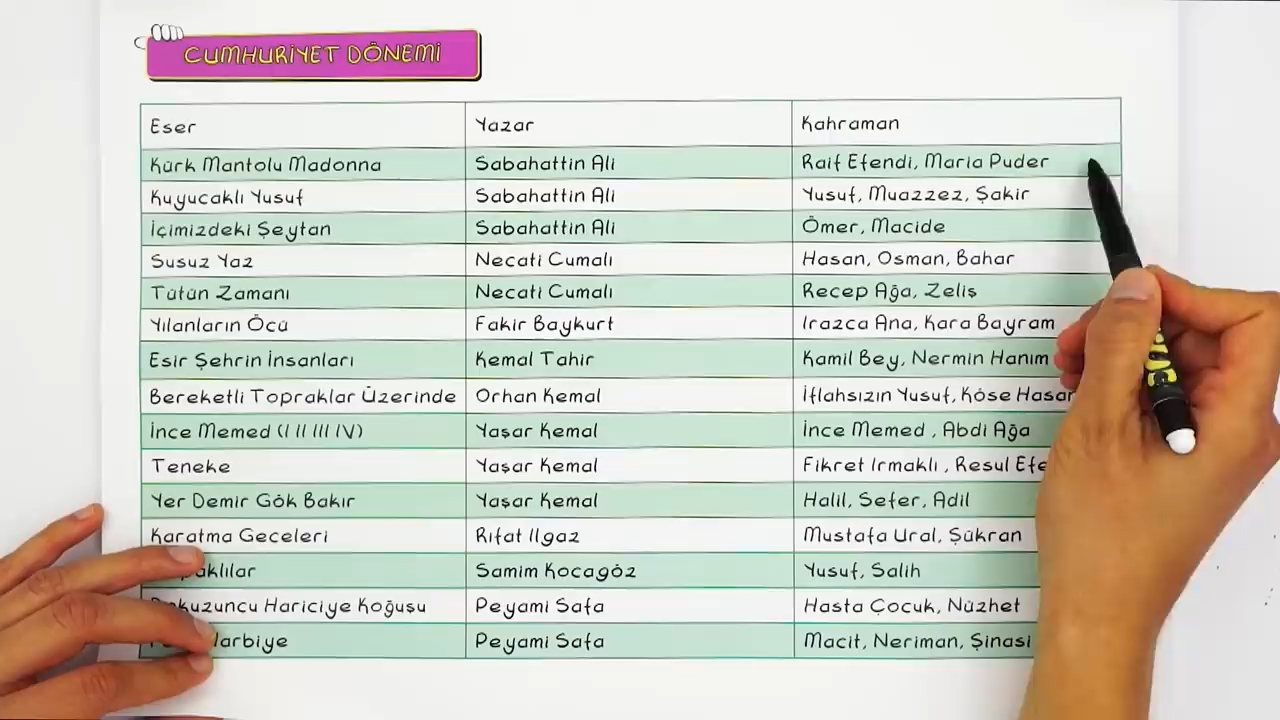 CUMHURİYET DÖNEMİ
Eser Yazar Kahraman
Kürk Mantolu Madonna Sabahattin Ali Raif Efendi, Maria Puder
Kuyucaklı Yusuf Sabahattin Ali Yusuf, Muazzez, Şakir
İçimizdeki Şeytan Sabahattin Ali Ömer, Macide
Susuz Yaz Necati Cumalı Hasan, Osman, Bahar
Tütün Zamanı Necati Cumalı Recep Ağa, Zeliş
Yılanların Öcü Fakir Baykurt Irazca Ana, Kara Bayram
Esir Şehrin İnsanları Kemal Tahir Kamil Bey, Nermin Hanım
Bereketli Topraklar Üzerinde Orhan Kemal İflahsızın Yusuf, Köse Hasan
İnce Memed (I II III IV) Yaşar Kemal İnce Memed , Abdi Ağa
Teneke Yaşar Kemal Fikret Irmaklı , Resul Efe
Yer Demir Gök Bakır Yaşar Kemal Halil, Sefer, Adil
Karatma Geceleri Rıfat Ilgaz Mustafa Ural, Şükran
Samim Kocagöz Yusuf, Salih
Dokuzuncu Hariciye Koğuşu Peyami Safa Hasta Çocuk, Nüzhet
Peyami Safa Macit, Neriman, Şinasi